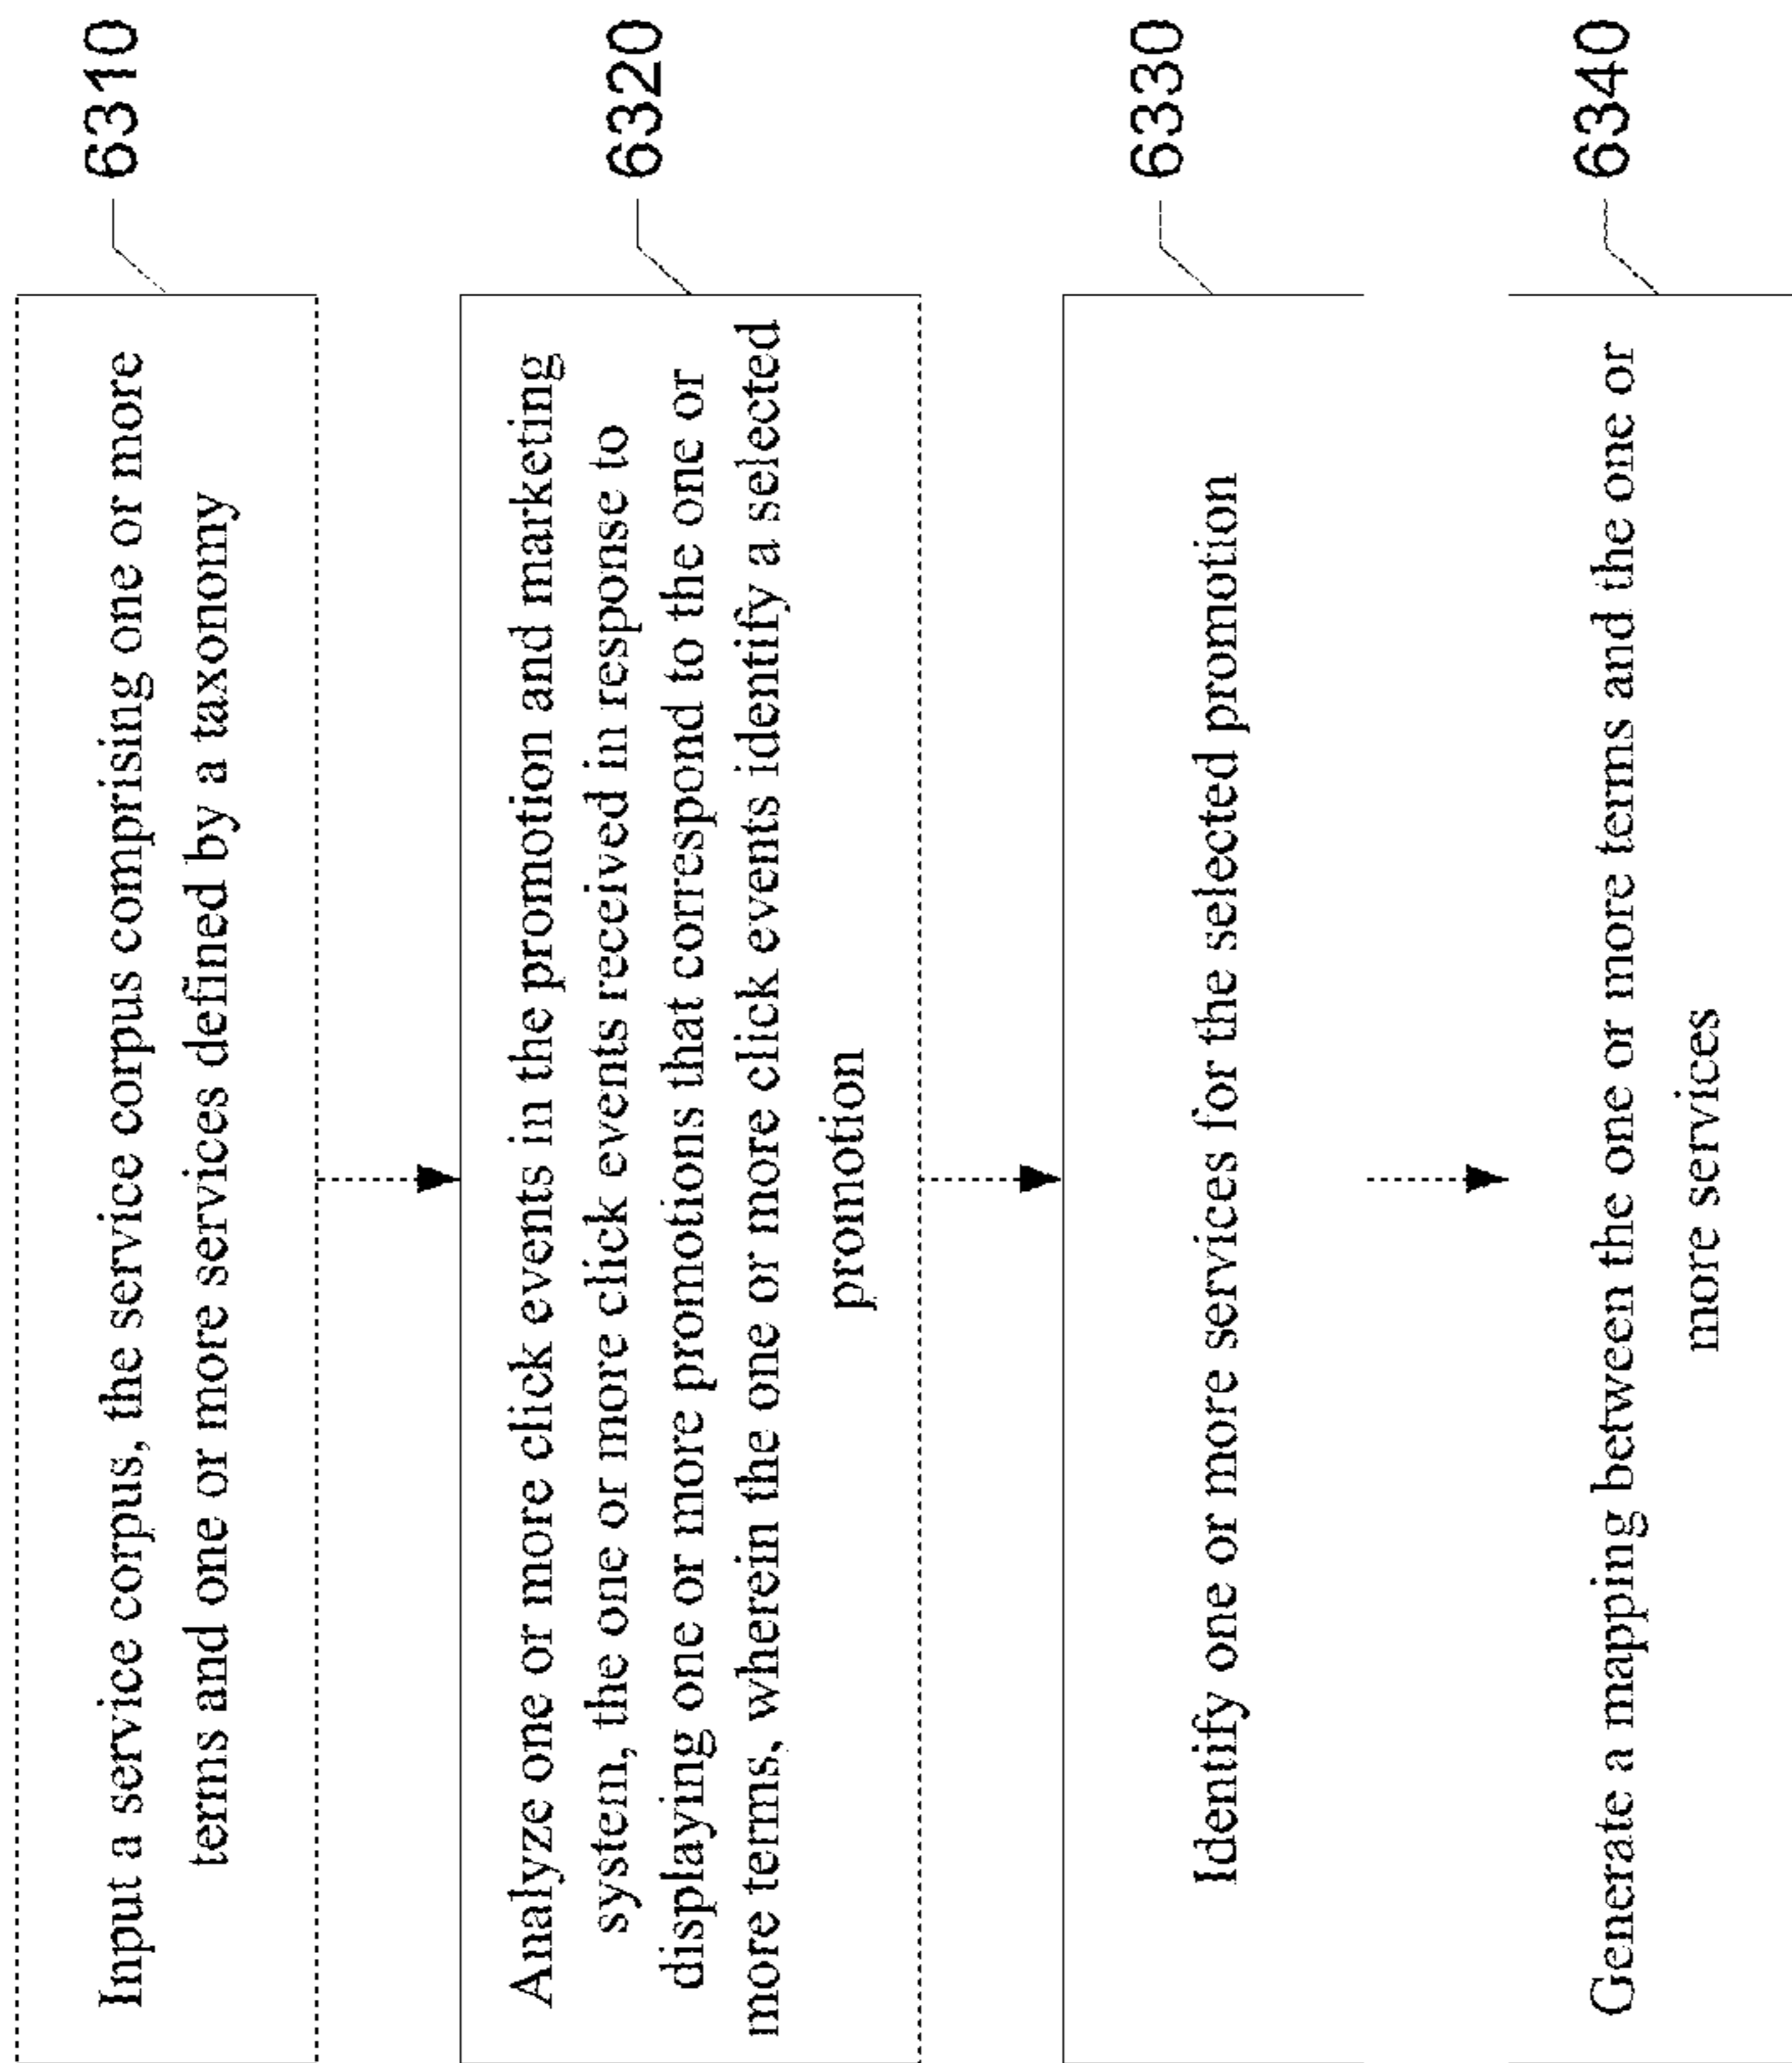 Input a service corpus, the service corpus comprising one or more
terms and one or more services defined by a taxonomy
6310
Analyze one or more click events in the promotion and marketing
system, the one or more click events received in response to
displaying one or more promotions that correspond to the one or
more terms, wherein the one or more click events identify a selected
promotion
6320
Identify one or more services for the selected promotion
6330
Generate a mapping between the one or more terms and the one or
more services
6340